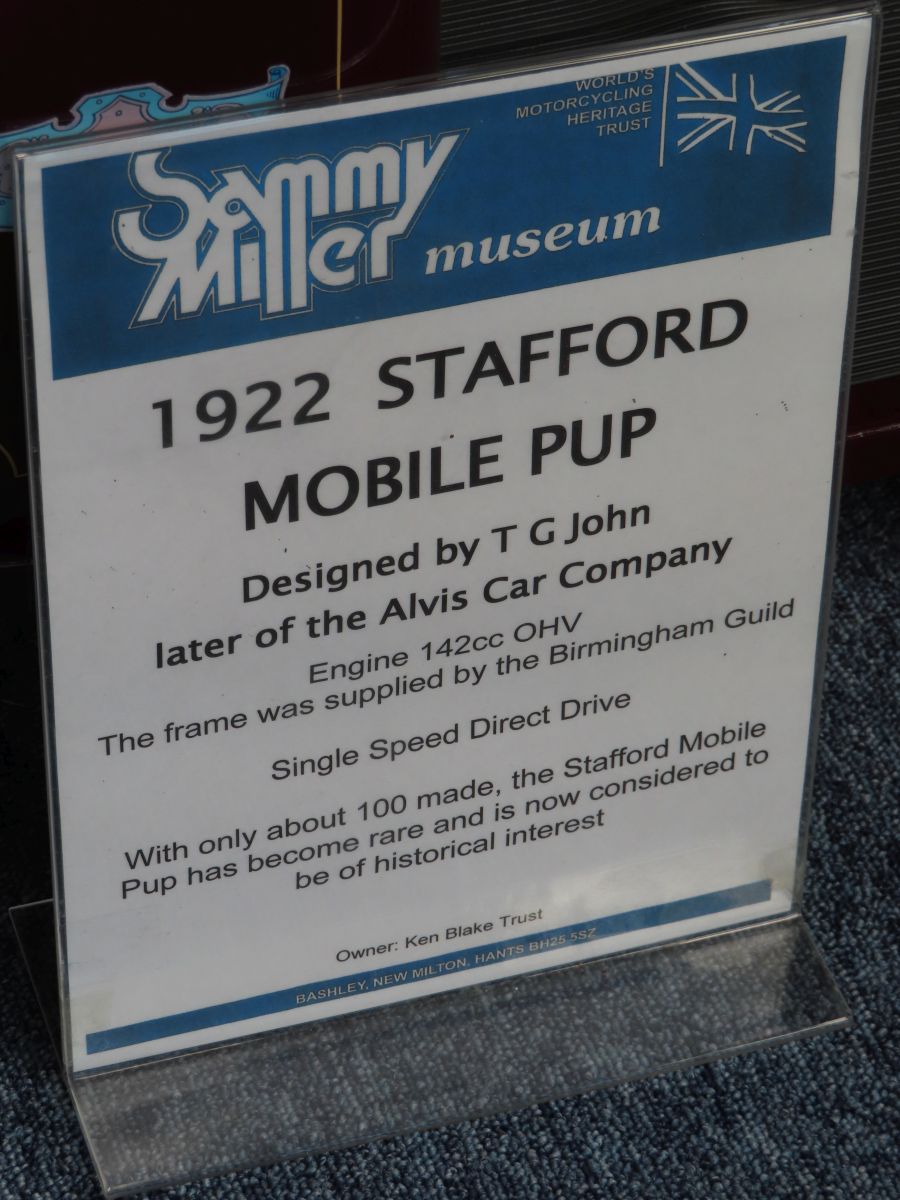 WORLD'S
MOTORCYCLING
HERITAGE
TRUST
Sammy
Miller museum
1922 STAFFORD
MOBILE PUP
Designed by T G John
later of the Alvis Car Company
Engine 142cc OHV
The frame was supplied by the Birmingham Guild
Single Speed Direct Drive
With only about 100 made, the Stafford Mobile
Pup has become rare and is now considered to
be of historical interest
Owner: Ken Blake Trust
BASHLEY, NEW MILTON. HANTS BH25 5SZ